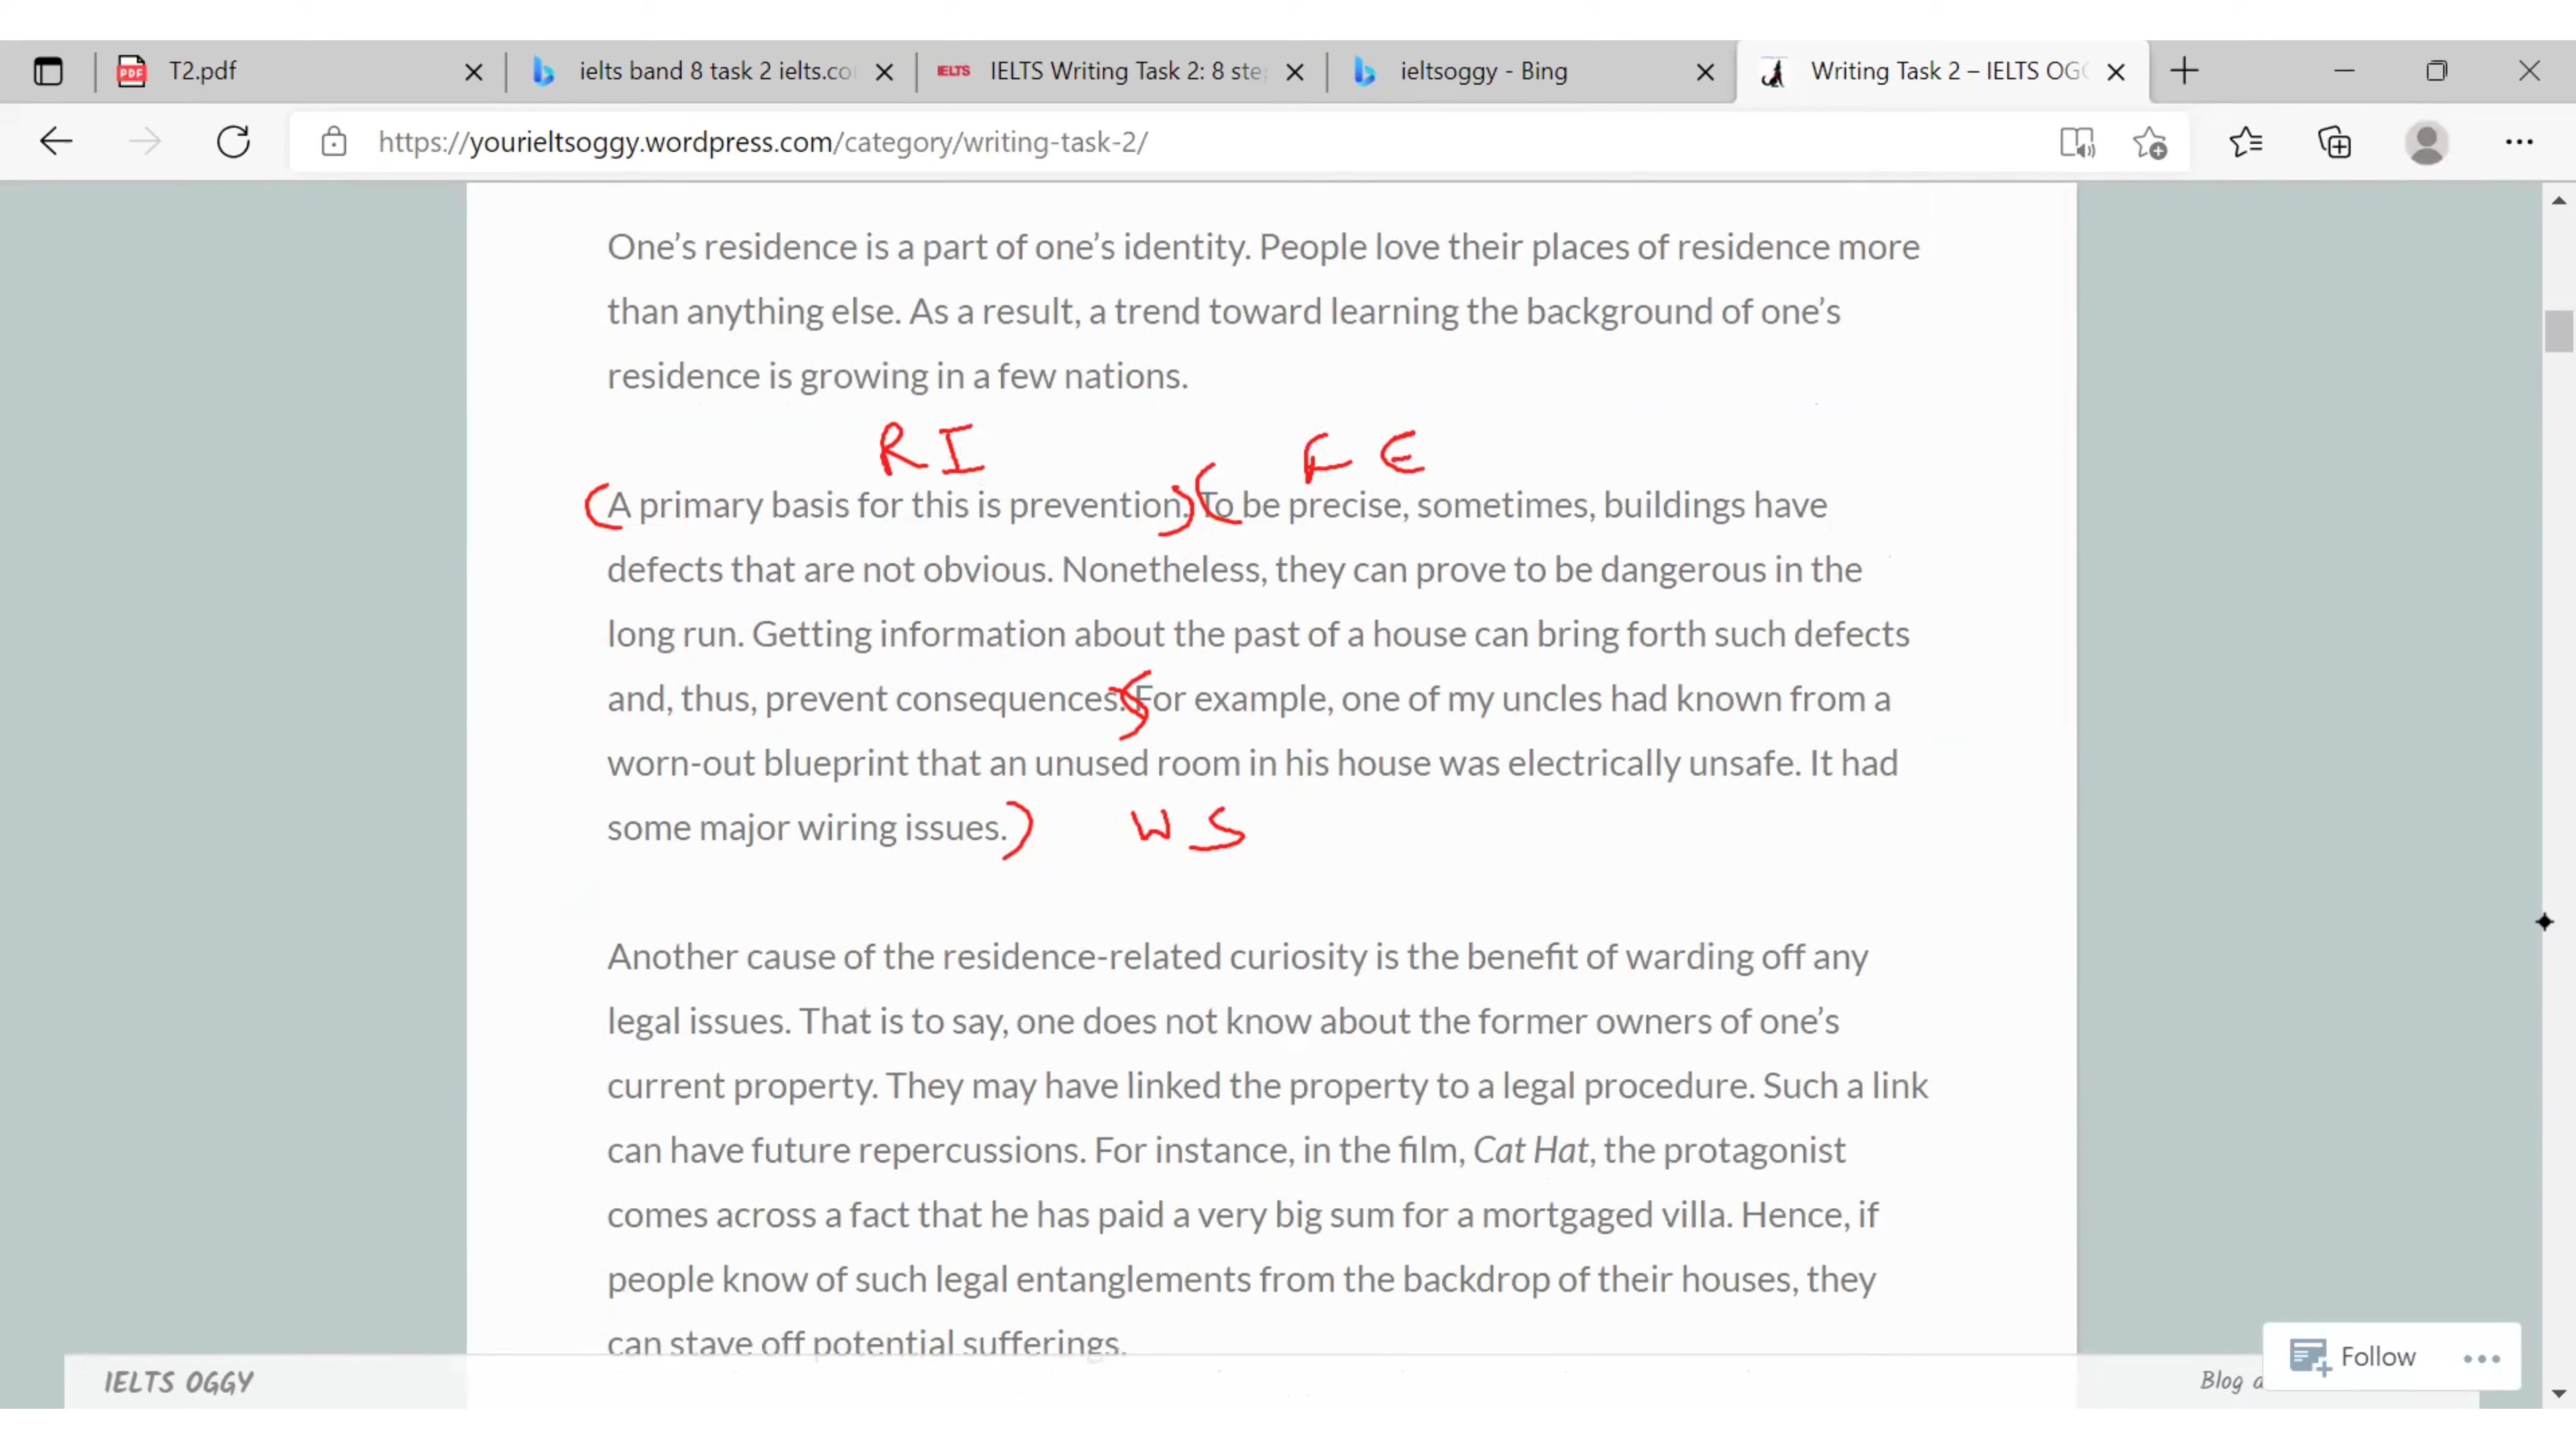 T2.pdf
ielts band 8 task 2 ielts.co
IELTS
IELTS Writing Task 2: 8 ste
ieltsoggy - Bing
Writing Task 2 – IELTS OGG
https://yourieltsoggy.wordpress.com/category/writing-task-2/
One’s residence is a part of one’s identity. People love their places of residence more
than anything else. As a result, a trend toward learning the background of one’s
residence is growing in a few nations.
R I F E
(A primary basis for this is prevention.) (To be precise, sometimes, buildings have
defects that are not obvious. Nonetheless, they can prove to be dangerous in the
long run. Getting information about the past of a house can bring forth such defects
and, thus, prevent consequences. For example, one of my uncles had known from a
worn-out blueprint that an unused room in his house was electrically unsafe. It had
some major wiring issues.) W S
Another cause of the residence-related curiosity is the benefit of warding off any
legal issues. That is to say, one does not know about the former owners of one’s
current property. They may have linked the property to a legal procedure. Such a link
can have future repercussions. For instance, in the film, Cat Hat, the protagonist
comes across a fact that he has paid a very big sum for a mortgaged villa. Hence, if
people know of such legal entanglements from the backdrop of their houses, they
can stave off potential sufferings.
IELTS OGGY
Blog a
Follow